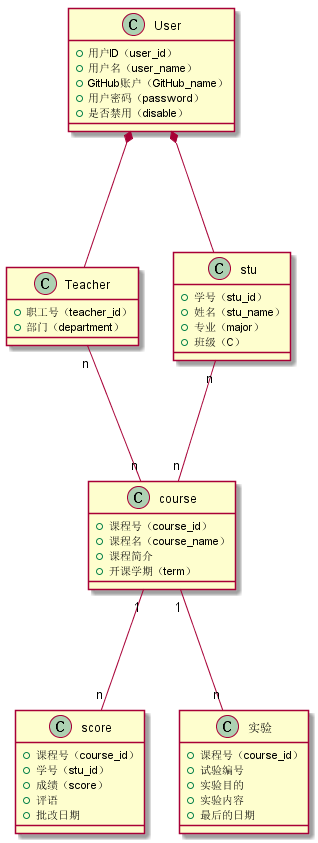 C User
用户ID（user_id）
用户名（user_name）
GitHub账户（GitHub_name）
用户密码（password）
是否禁用（disable）
C Teacher
职工号（teacher_id）
部门（department）
C stu
学号（stu_id）
姓名（stu_name）
专业（major）
班级（C）
n
n
n
n
C course
课程号（course_id）
课程名（course_name）
课程简介
开课学期（term）
1
1
n
n
C score
课程号（course_id）
学号（stu_id）
成绩（score）
评语
批改日期
C 实验
课程号（course_id）
试验编号
实验目的
实验内容
最后的日期